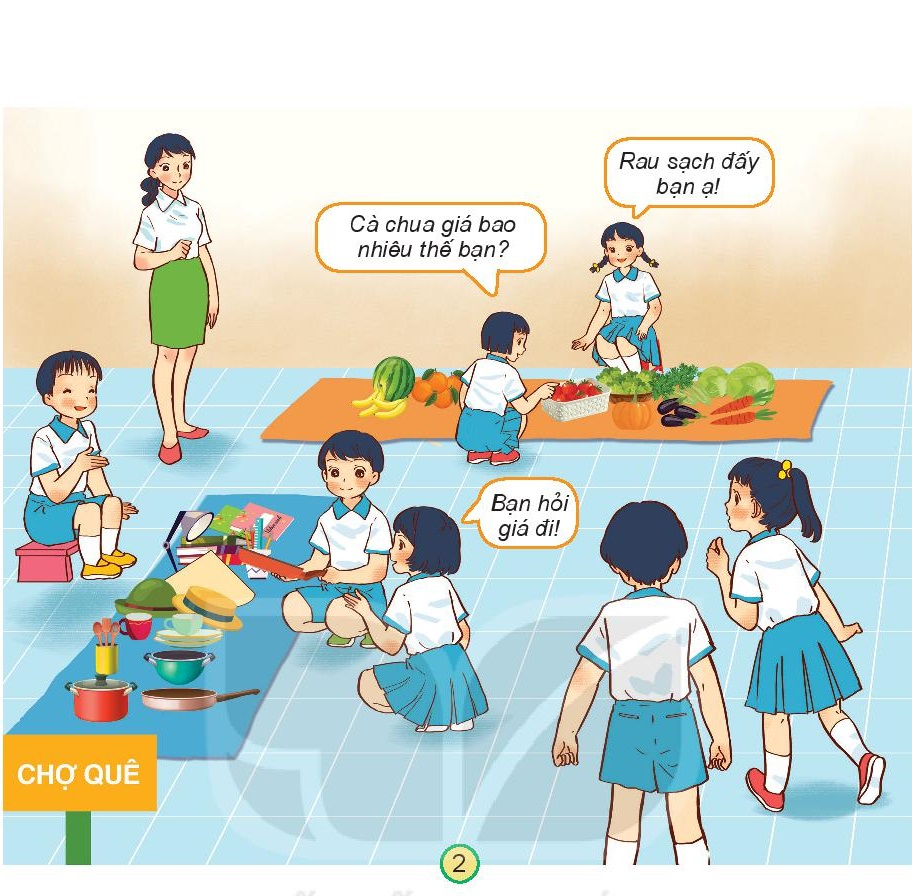 Rau sạch đấy
bạn ạ!
Cà chua giá bao
nhiêu thế bạn?
Bạn hỏi
giá đi!
CHỢ QUÊ
2